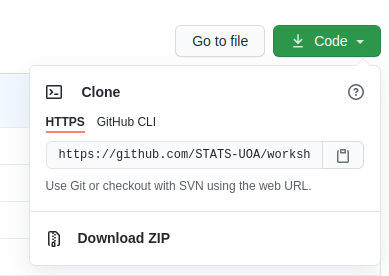 Go to file
Code
Clone
HTTPS GitHub CLI
https://github.com/STATS-UOA/worksh
Use Git or checkout with SVN using the web URL.
Download ZIP